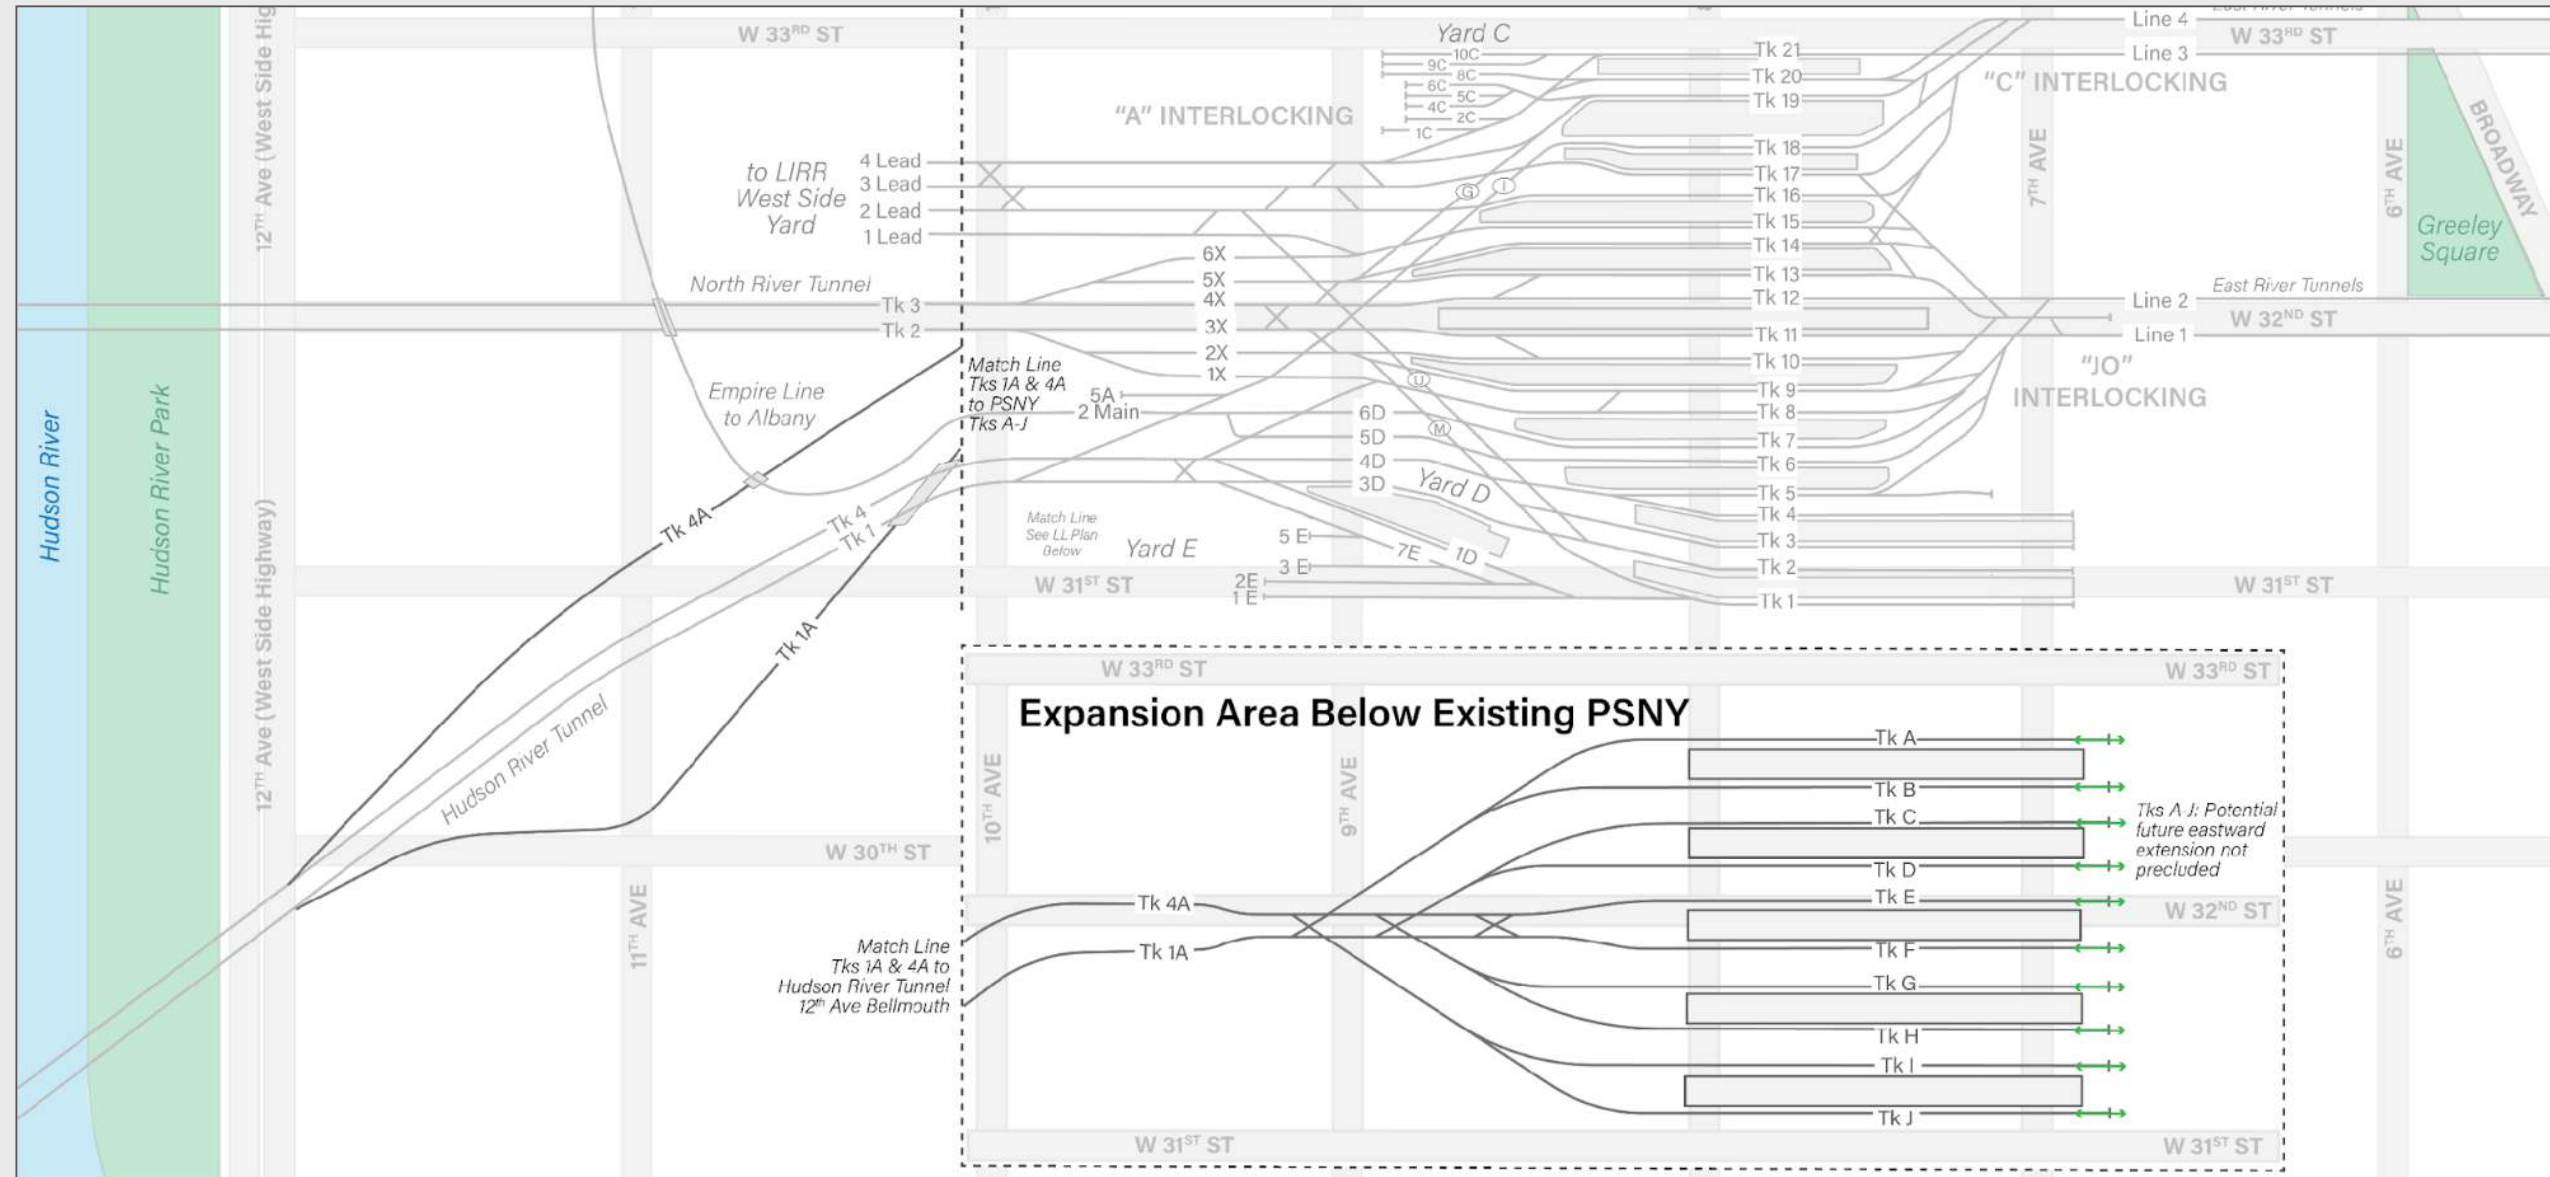 W 33RD ST
Yard C
10C
9C
8C
6C
5C
4C
2C
1C
Tk 21
Tk 20
Tk 19
Tk 18
Tk 17
Tk 16
Tk 15
Tk 14
Tk 13
Tk 12
Tk 11
Tk 10
Tk 9
Tk 8
Tk 7
Tk 6
Tk 5
Tk 4
Tk 3
Tk 2
Tk 1
Line 4
Line 3
W 33RD ST
"C" INTERLOCKING
"A" INTERLOCKING
12TH Ave (West Side Hig
to LIRR
West Side
Yard
4 Lead
3 Lead
2 Lead
1 Lead
G
I
U
M
7TH AVE
6TH AVE
BROADWAY
Greeley
Square
North River Tunnel
Tk 3
Tk 2
6X
5X
4X
3X
2X
1X
East River Tunnels
Line 2
W 32ND ST
Line 1
"JO"
INTERLOCKING
Match Line
Tks 1A & 4A
to PSNY
Tks A-J
Empire Line
to Albany
5A
2 Main
6D
5D
4D
3D
Yard D
Hudson River
Hudson River Park
12TH Ave (West Side Highway)
Tk 4A
Tk 4
Tk 1
Tk 1A
Hudson River Tunnel
Match Line
See LL Plan
Below
Yard E
5 E
7E
1D
3 E
2E
1 E
W 31ST ST
W 31ST ST
W 30TH ST
11TH AVE
W 33RD ST
W 33RD ST
Expansion Area Below Existing PSNY
10TH AVE
9TH AVE
Tk A
Tk B
Tk C
Tk D
Tk E
Tk F
Tk G
Tk H
Tk I
Tk J
Tks A-J: Potential
future eastward
extension not
precluded
Tk 4A
Tk 1A
W 32ND ST
Match Line
Tks 1A & 4A to
Hudson River Tunnel
12th Ave Bellmouth
6TH AVE
W 31ST ST
W 31ST ST